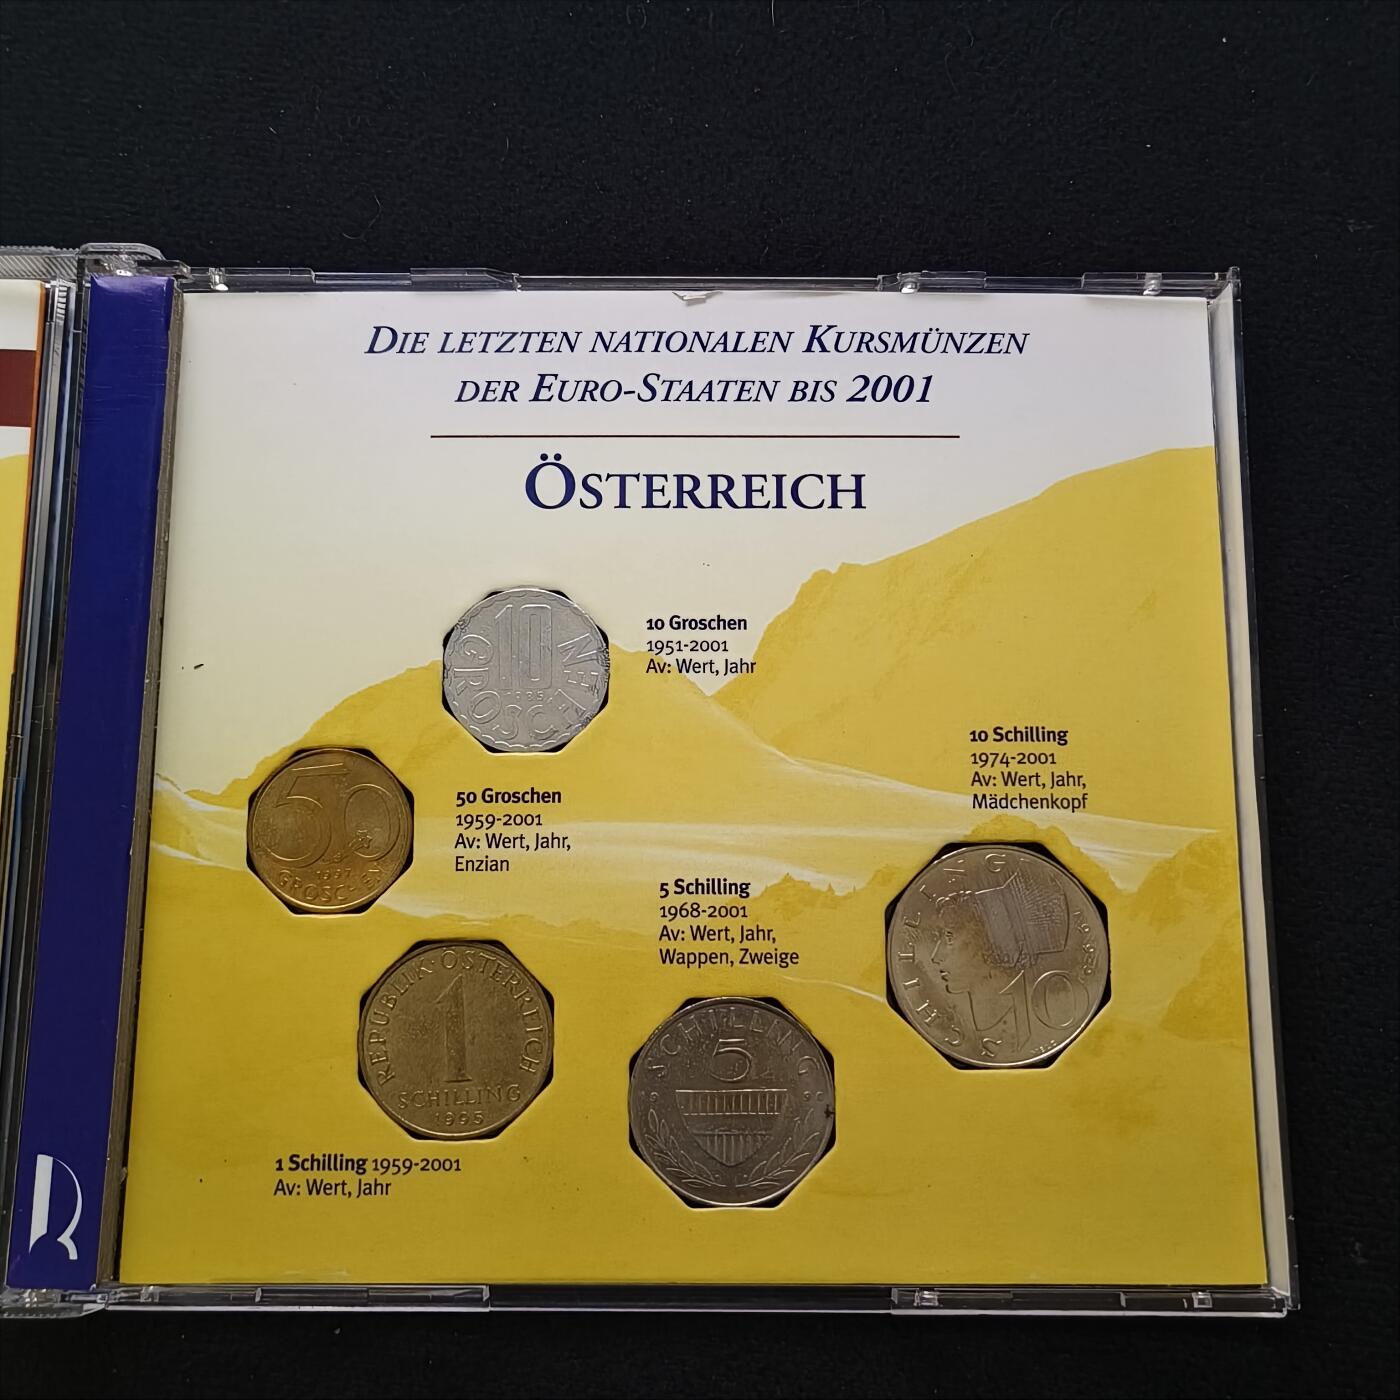 DIE LETZTEN NATIONALEN KURSMÜNZEN
DER EURO-STAATEN BIS 2001
ÖSTERREICH
10
GROSCHEN
10 Groschen
1951-2001
Av: Wert, Jahr
50
1997
GROSCHEN
50 Groschen
1959-2001
Av: Wert, Jahr,
Enzian
10 Schilling
1974-2001
Av: Wert, Jahr,
Mädchenkopf
SCHILLING
10
5 Schilling
1968-2001
Av: Wert, Jahr,
Wappen, Zweige
SCHILLING
5
REPUBLIK·ÖSTERREICH
1
SCHILLING
1995
1 Schilling 1959-2001
Av: Wert, Jahr